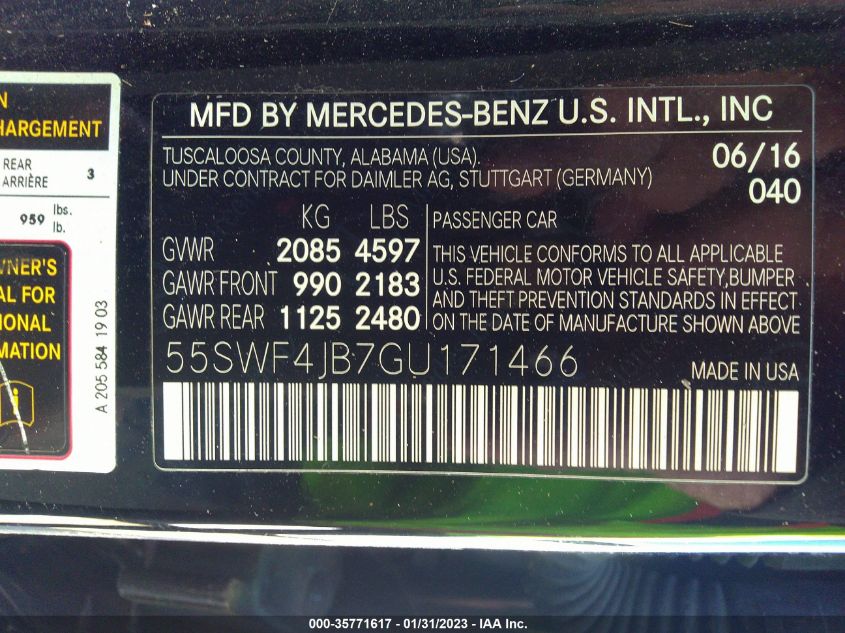 N
HARGEMENT
REAR
ARRIÈRE 3
959 lbs.
lb.
WNER'S
AL FOR
IONAL
MATION
A 205 584 19 03
MFD BY MERCEDES-BENZ U.S. INTL., INC
TUSCALOOSA COUNTY, ALABAMA (USA). 06/16
UNDER CONTRACT FOR DAIMLER AG, STUTTGART (GERMANY) 040
KG LBS
GVWR 2085 4597
GAWR FRONT 990 2183
GAWR REAR 1125 2480
PASSENGER CAR
THIS VEHICLE CONFORMS TO ALL APPLICABLE
U.S. FEDERAL MOTOR VEHICLE SAFETY,BUMPER
AND THEFT PREVENTION STANDARDS IN EFFECT
ON THE DATE OF MANUFACTURE SHOWN ABOVE
55SWF4JB7GU171466 MADE IN USA
000-35771617 - 01/31/2023 - IAA Inc.